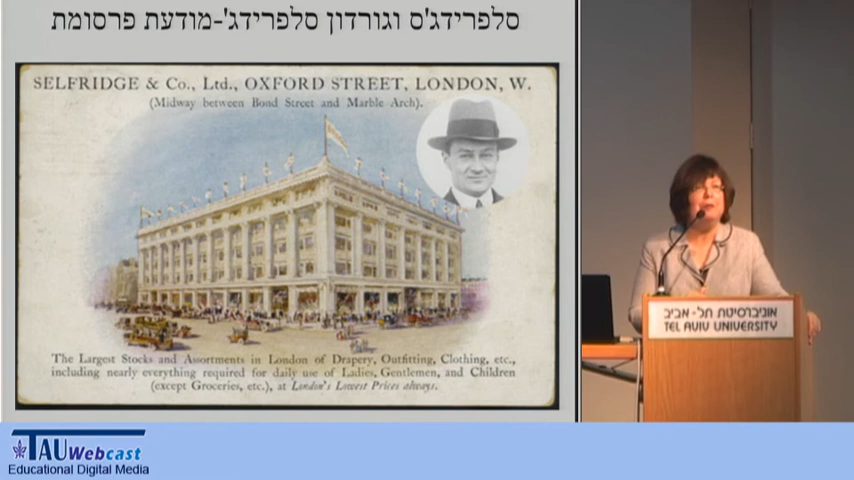 סלפרידג'ס וגורדון סלפרידג'-מודעת פרסומת
SELFRIDGE & Co., Ltd., OXFORD STREET, LONDON, W.
(Midway between Bond Street and Marble Arch).
The Largest Stocks and Assortments in London of Drapery, Outfitting, Clothing, etc.,
including nearly everything required for daily use of Ladies, Gentlemen, and Children
(except Groceries, etc.), at London's Lowest Prices always.
אוניברסיטת תל-אביב
TEL AVIV UNIVERSITY
TAU Webcast
Educational Digital Media